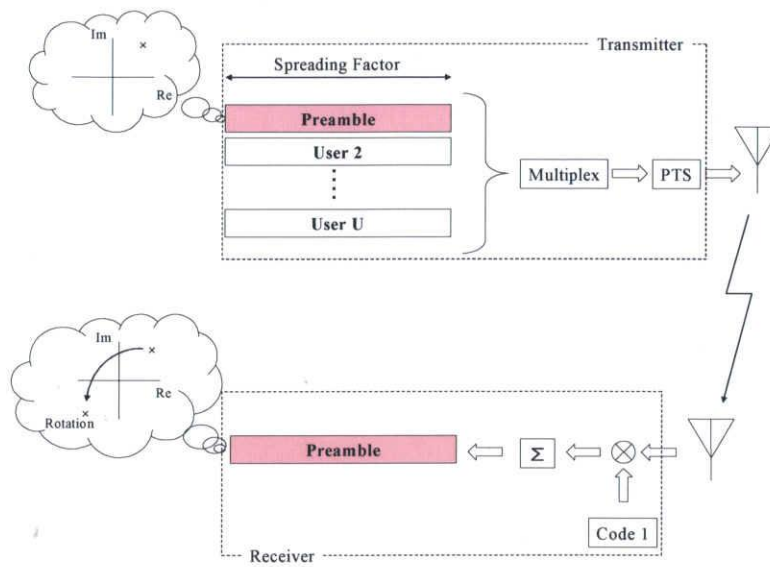 Im
Re
Transmitter
Spreading Factor
Preamble
User 2
User U
Multiplex
PTS
Im
Re
Rotation
Preamble
Σ
Code 1
Receiver